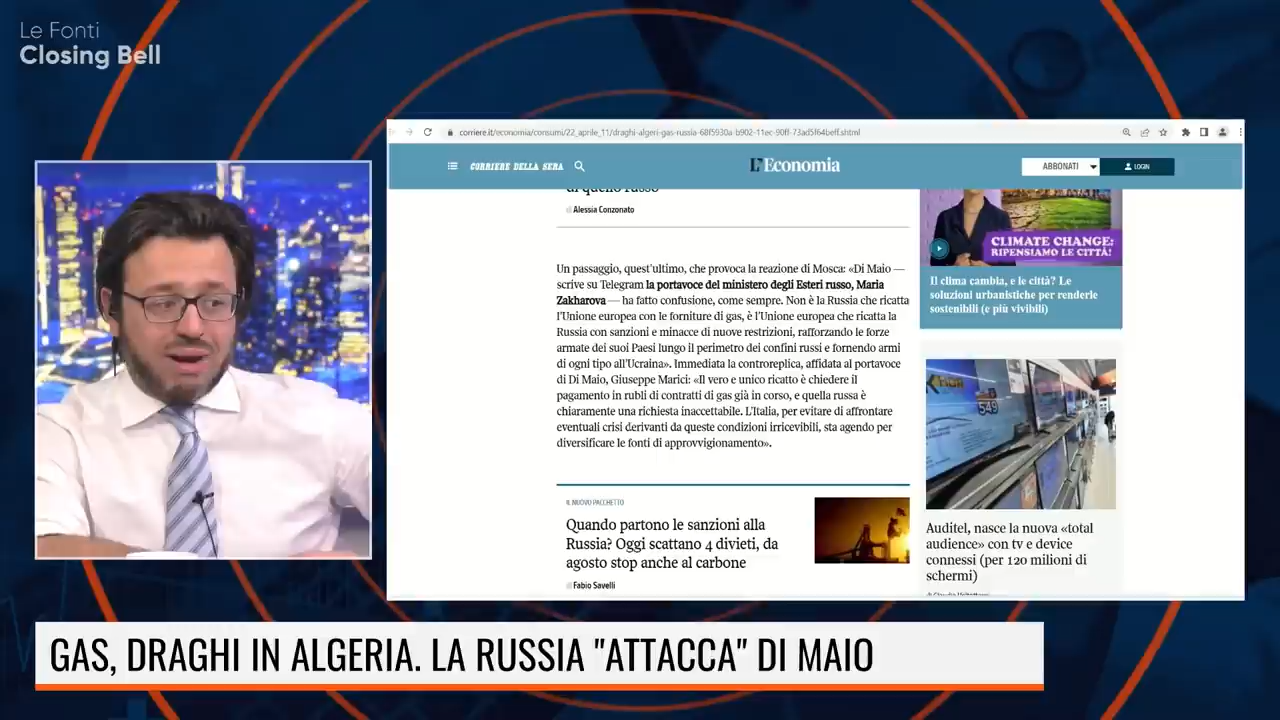 Le Fonti
Closing Bell
corriere.it/economia/consumi/22_aprile_11/draghi-algeri-gas-russia-68f5930a-b902-11ec-90ff-73ad5f64beff.shtml
CORRIERE DELLA SERA
L'Economia
ABBONATI
LOGIN
di quello russo
di Alessia Conzonato
Un passaggio, quest'ultimo, che provoca la reazione di Mosca: «Di Maio —
scrive su Telegram la portavoce del ministero degli Esteri russo, Maria
Zakharova — ha fatto confusione, come sempre. Non è la Russia che ricatta
l'Unione europea con le forniture di gas, è l'Unione europea che ricatta la
Russia con sanzioni e minacce di nuove restrizioni, rafforzando le forze
armate dei suoi Paesi lungo il perimetro dei confini russi e fornendo armi
di ogni tipo all'Ucraina». Immediata la controreplica, affidata al portavoce
di Di Maio, Giuseppe Marici: «Il vero e unico ricatto è chiedere il
pagamento in rubli di contratti di gas già in corso, e quella russa è
chiaramente una richiesta inaccettabile. L'Italia, per evitare di affrontare
eventuali crisi derivanti da queste condizioni irricevibili, sta agendo per
diversificare le fonti di approvvigionamento».
IL NUOVO PACCHETTO
Quando partono le sanzioni alla
Russia? Oggi scattano 4 divieti, da
agosto stop anche al carbone
di Fabio Savelli
CLIMATE CHANGE:
RIPENSIAMO LE CITTÀ!
Il clima cambia, e le città? Le
soluzioni urbanistiche per renderle
sostenibili (e più vivibili)
549
Auditel, nasce la nuova «total
audience» con tv e device
connessi (per 120 milioni di
schermi)
GAS, DRAGHI IN ALGERIA. LA RUSSIA "ATTACCA" DI MAIO